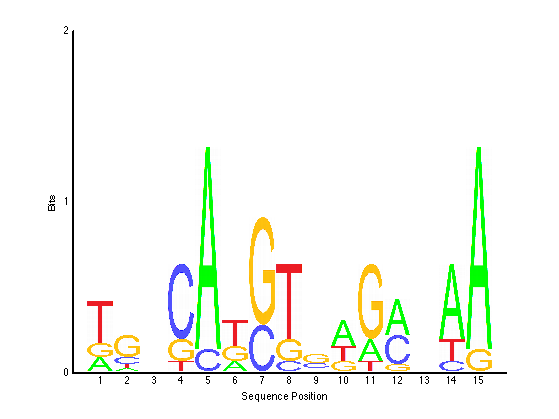 2
1
0
Bits
T G A
G C T
C G T
A C
T G A
G C
T G C
G C
A T G
G A T
A C G
A T C
A G
1 2 3 4 5 6 7 8 9 10 11 12 13 14 15
Sequence Position